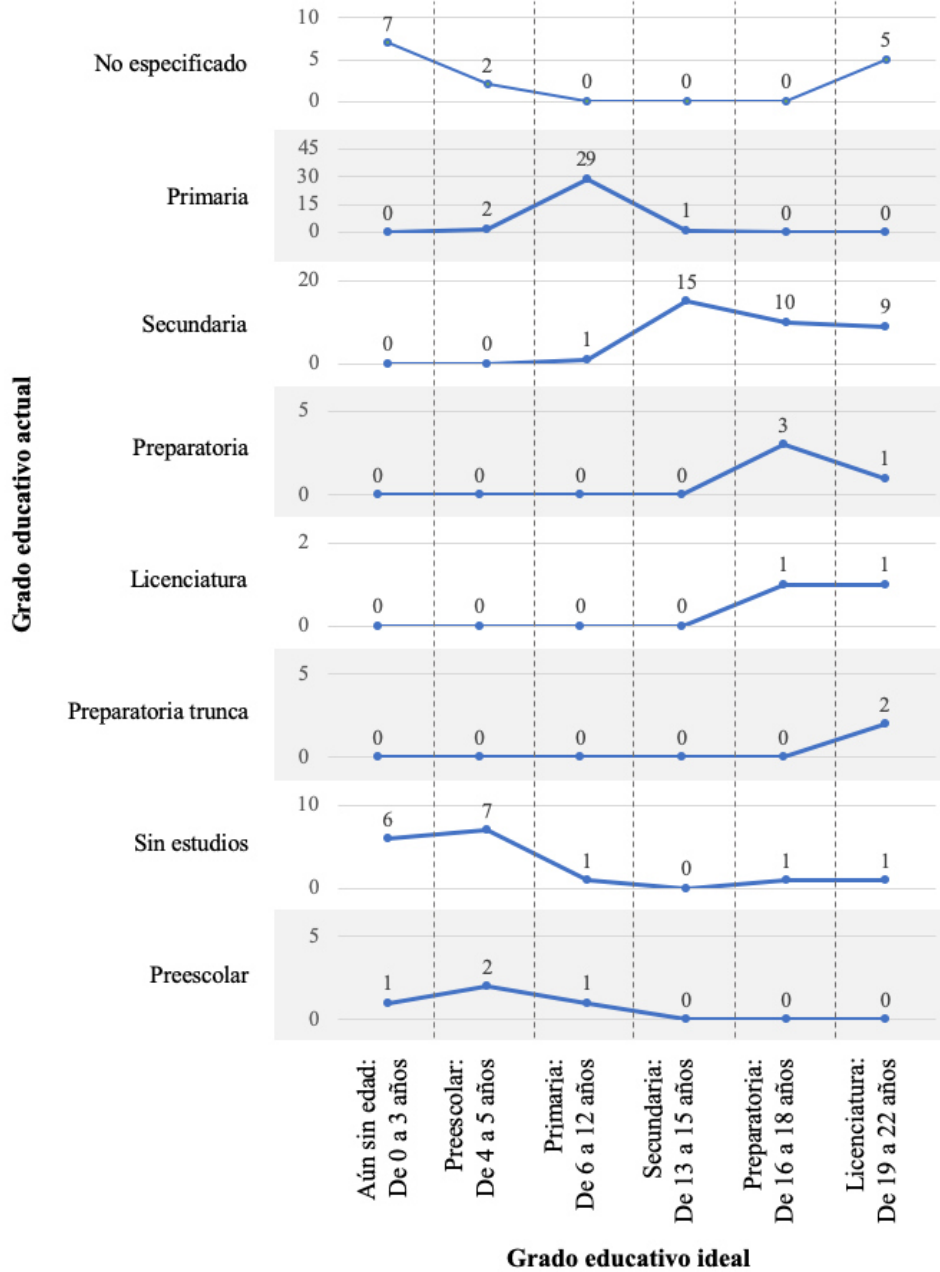 10
7
5
No especificado
2
5
0 0 0
0
45
29
30
Primaria
15
0 2 1 0 0
0
20
15
10 9
Secundaria
0 0 1
0
5
3
Preparatoria
1
0 0 0 0
0
2
1 1
Licenciatura
0 0 0 0
0
5
2
Preparatoria trunca
0 0 0 0 0
0
10
6 7
Sin estudios
1 0 1 1
0
5
2
Preescolar
1 1
0 0 0
0
Grado educativo actual
Aún sin edad:
De 0 a 3 años
Preescolar:
De 4 a 5 años
Primaria:
De 6 a 12 años
Secundaria:
De 13 a 15 años
Preparatoria:
De 16 a 18 años
Licenciatura:
De 19 a 22 años
Grado educativo ideal